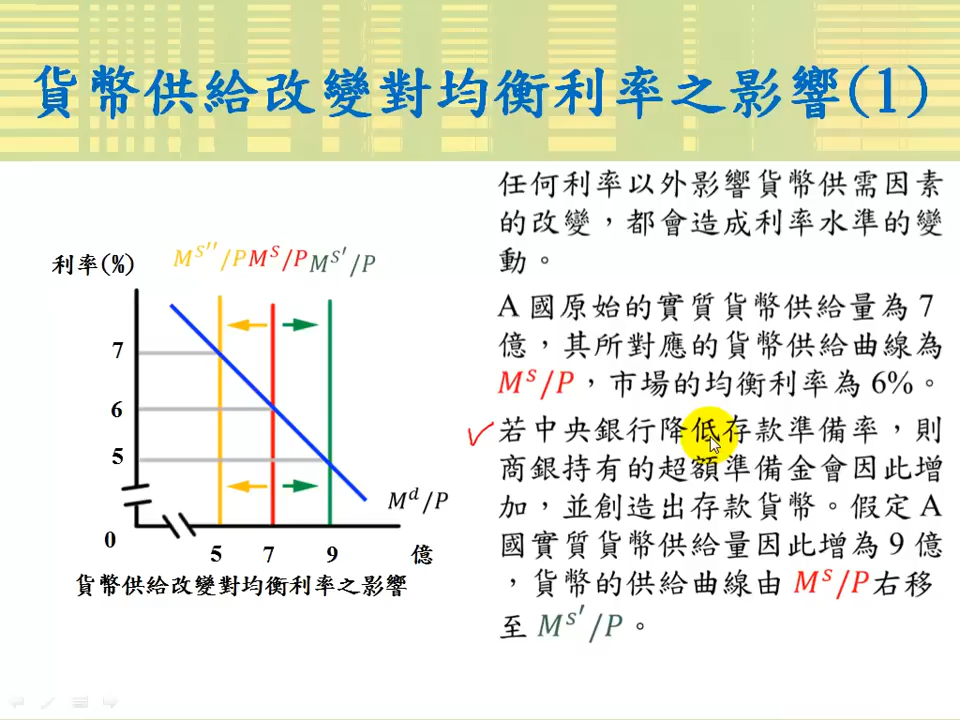 貨幣供給改變對均衡利率之影響(1)
利率(%)
M^S''/P M^S/P M^S'/P
7
6
5
0
5 7 9 億
M^d/P
貨幣供給改變對均衡利率之影響
任何利率以外影響貨幣供需因素
的改變，都會造成利率水準的變
動。
A 國原始的實質貨幣供給量為 7
億，其所對應的貨幣供給曲線為
M^S/P，市場的均衡利率為 6%。
若中央銀行降低存款準備率，則
商銀持有的超額準備金會因此增
加，並創造出存款貨幣。假定 A
國實質貨幣供給量因此增為 9 億
，貨幣的供給曲線由 M^S/P右移
至 M^S'/P。